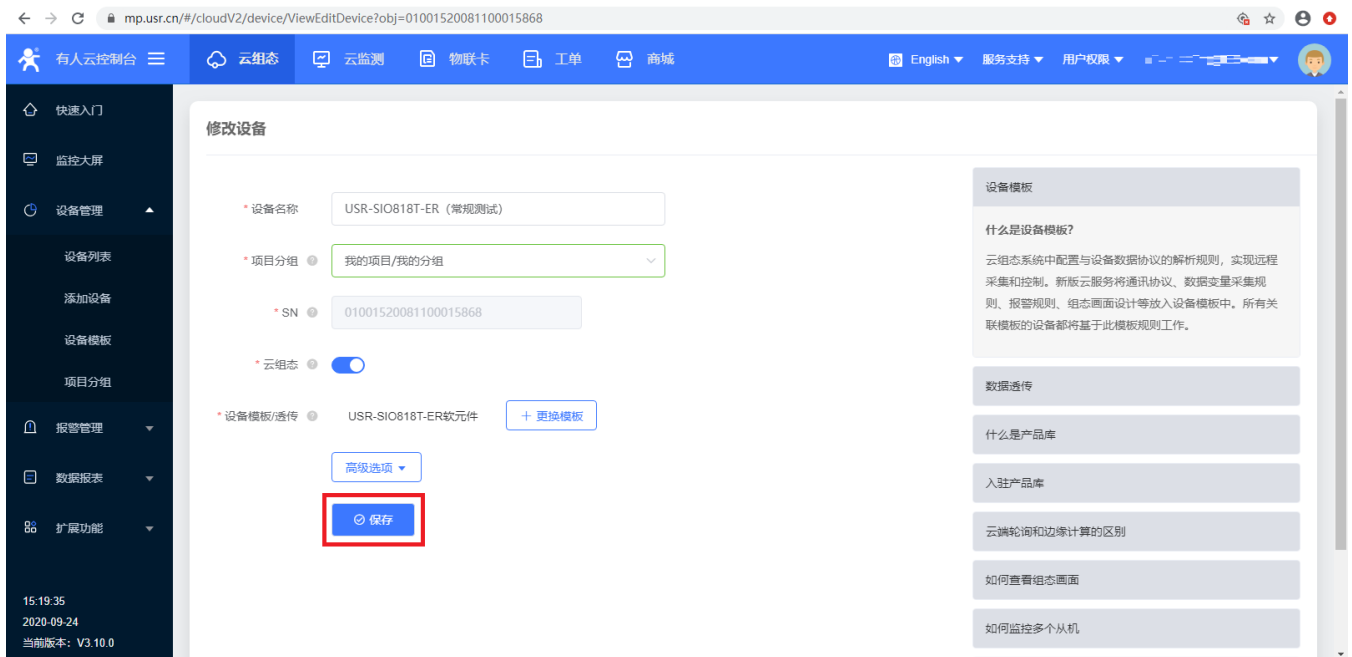 mp.usr.cn/#/cloudV2/device/ViewEditDevice?obj=01001520081100015868
有人云控制台
云组态
云监测
物联卡
工单
商城
English
服务支持
用户权限
快速入门
监控大屏
设备管理
设备列表
添加设备
设备模板
项目分组
报警管理
数据报表
扩展功能
15:19:35
2020-09-24
当前版本：V3.10.0
修改设备
* 设备名称
USR-SIO818T-ER（常规测试）
* 项目分组
我的项目/我的分组
* SN
01001520081100015868
* 云组态
* 设备模板/透传
USR-SIO818T-ER软元件
+ 更换模板
高级选项
保存
设备模板
什么是设备模板?
云组态系统中配置与设备数据协议的解析规则，实现远程
采集和控制。新版云服务将通讯协议、数据变量采集规
则、报警规则、组态画面设计等放入设备模板中。所有关
联模板的设备都将基于此模板规则工作。
数据透传
什么是产品库
入驻产品库
云端轮询和边缘计算的区别
如何查看组态画面
如何监控多个从机